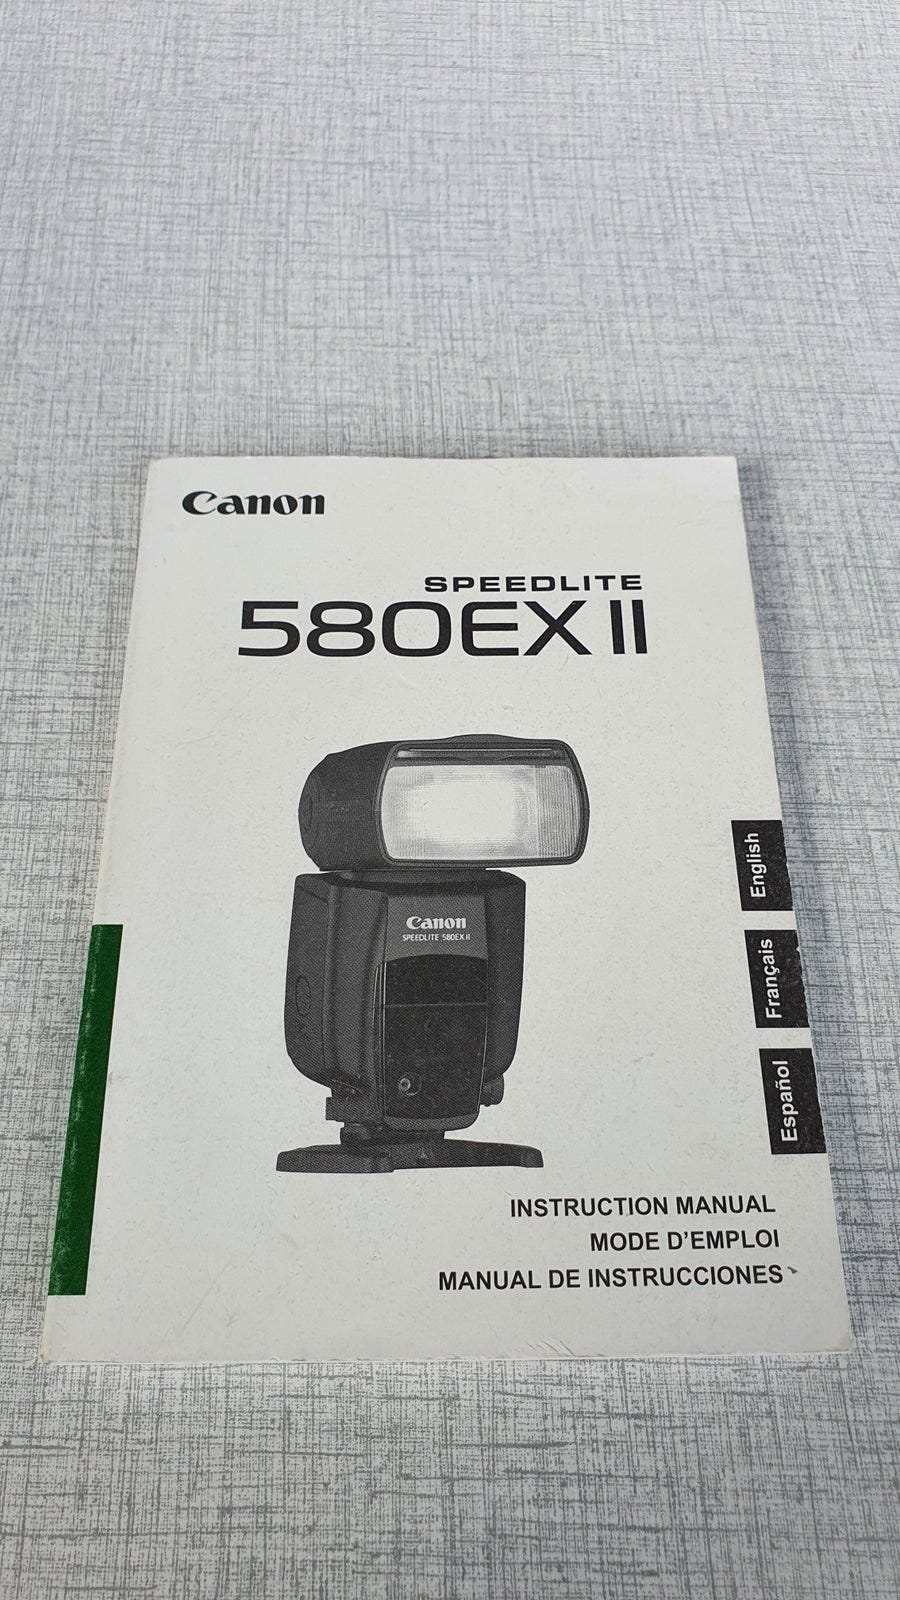 Canon
SPEEDLITE
580EX II
Canon
SPEEDLITE 580EX II
English
Français
Español
INSTRUCTION MANUAL
MODE D'EMPLOI
MANUAL DE INSTRUCCIONES